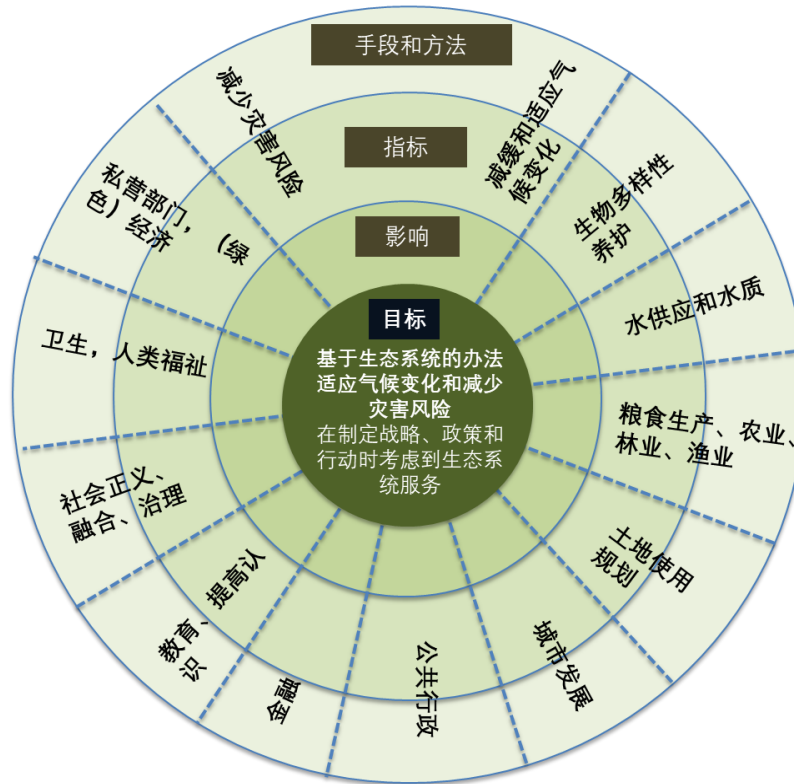 手段和方法
指标
影响
目标
基于生态系统的办法
适应气候变化和减少
灾害风险
在制定战略、政策和
行动时考虑到生态系
统服务
减缓和适应气
候变化
生物多样性
养护
水供应和水质
粮食生产、农业、
林业、渔业
土地使用
规划
城市发展
公共行政
金融
教育、提高认
识
社会正义、
融合、治理
卫生，人类福祉
私营部门，（绿
色）经济
减少灾害风险